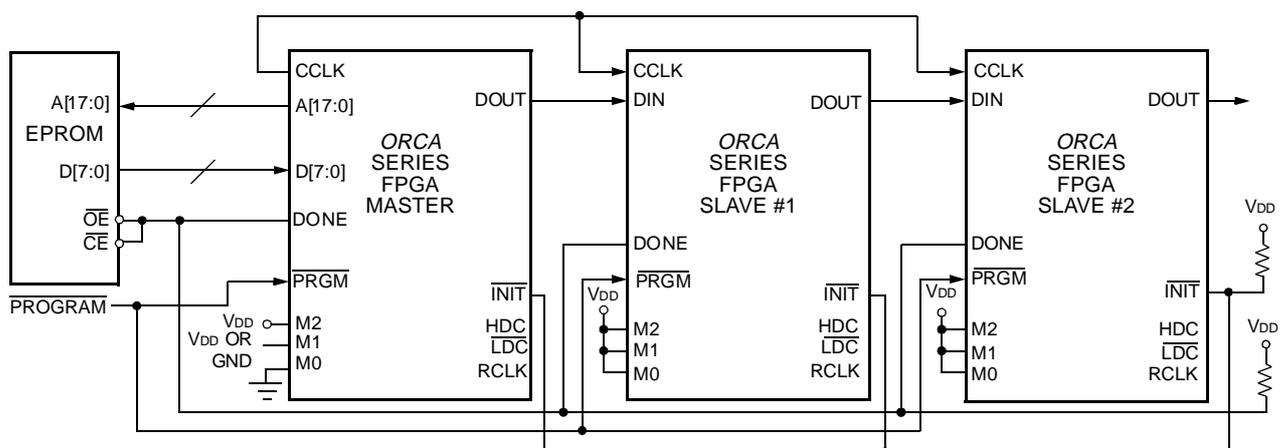 A[17:0]
EPROM
D[7:0]
OE
CE
PROGRAM
CCLK
A[17:0]
D[7:0]
DONE
PRGM
VDD
M2
VDD OR
M1
GND
M0
DOUT
ORCA
SERIES
FPGA
MASTER
INIT
HDC
LDC
RCLK
CCLK
DIN
DOUT
ORCA
SERIES
FPGA
SLAVE #1
DONE
PRGM
VDD
M2
M1
M0
INIT
HDC
LDC
RCLK
CCLK
DIN
DOUT
ORCA
SERIES
FPGA
SLAVE #2
DONE
PRGM
VDD
M2
M1
M0
INIT
HDC
LDC
RCLK
VDD
VDD